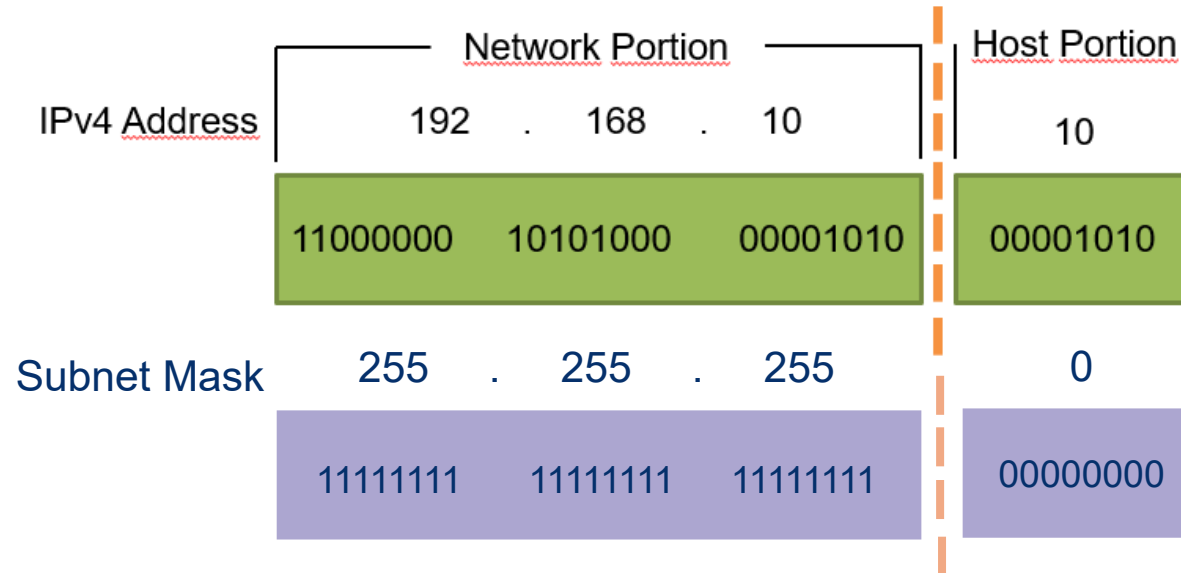 Network Portion Host Portion
IPv4 Address 192 . 168 . 10 10
11000000 10101000 00001010 00001010
Subnet Mask 255 . 255 . 255 0
11111111 11111111 11111111 00000000